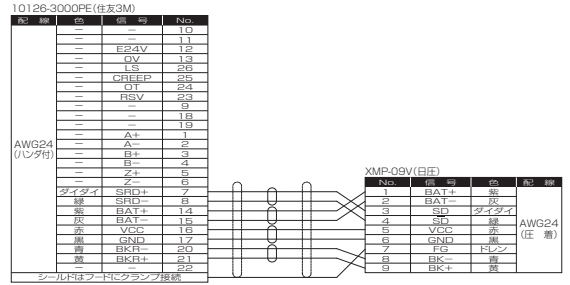 10126-3000PE(住友3M)
配 線 色 信 号 No.
－ － 10
－ － 11
－ E24V 12
－ 0V 13
－ LS 26
－ CREEP 25
－ OT 24
－ RSV 23
－ － 9
－ － 18
－ － 19
－ A+ 1
AWG24
(ハンダ付)
－ A− 2
－ B+ 3
－ B− 4
－ Z+ 5
－ Z− 6
ダイダイ SRD+ 7
緑 SRD− 8
紫 BAT+ 14
灰 BAT− 15
赤 VCC 16
黒 GND 17
青 BKR− 20
黄 BKR+ 21
－ － 22
シールドはフードにクランプ接続
XMP-09V(日圧)
No. 信 号 色 配 線
1 BAT+ 紫
2 BAT− 灰
3 SD ダイダイ
4 SD 緑
5 VCC 赤
6 GND 黒
7 FG ドレン
8 BK− 青
9 BK+ 黄
AWG24
(圧 着)